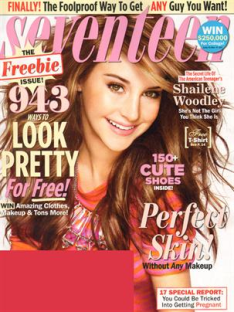 FINALLY! The Foolproof Way To Get ANY Guy You Want!
seventeen
WIN
$250,000
For College!
THE
Freebie
ISSUE!
943
WAYS TO
LOOK
PRETTY
For Free!
WIN Amazing Clothes,
Makeup & Tons More!
The Secret Life Of
The American Teenager's
Shailene
Woodley
She's Not The Girl
You Think She Is
Free
T-Shirt
150+
CUTE
SHOES
INSIDE!
Perfect
Skin!
Without Any Makeup
17 SPECIAL REPORT:
You Could Be Tricked
Into Getting Pregnant